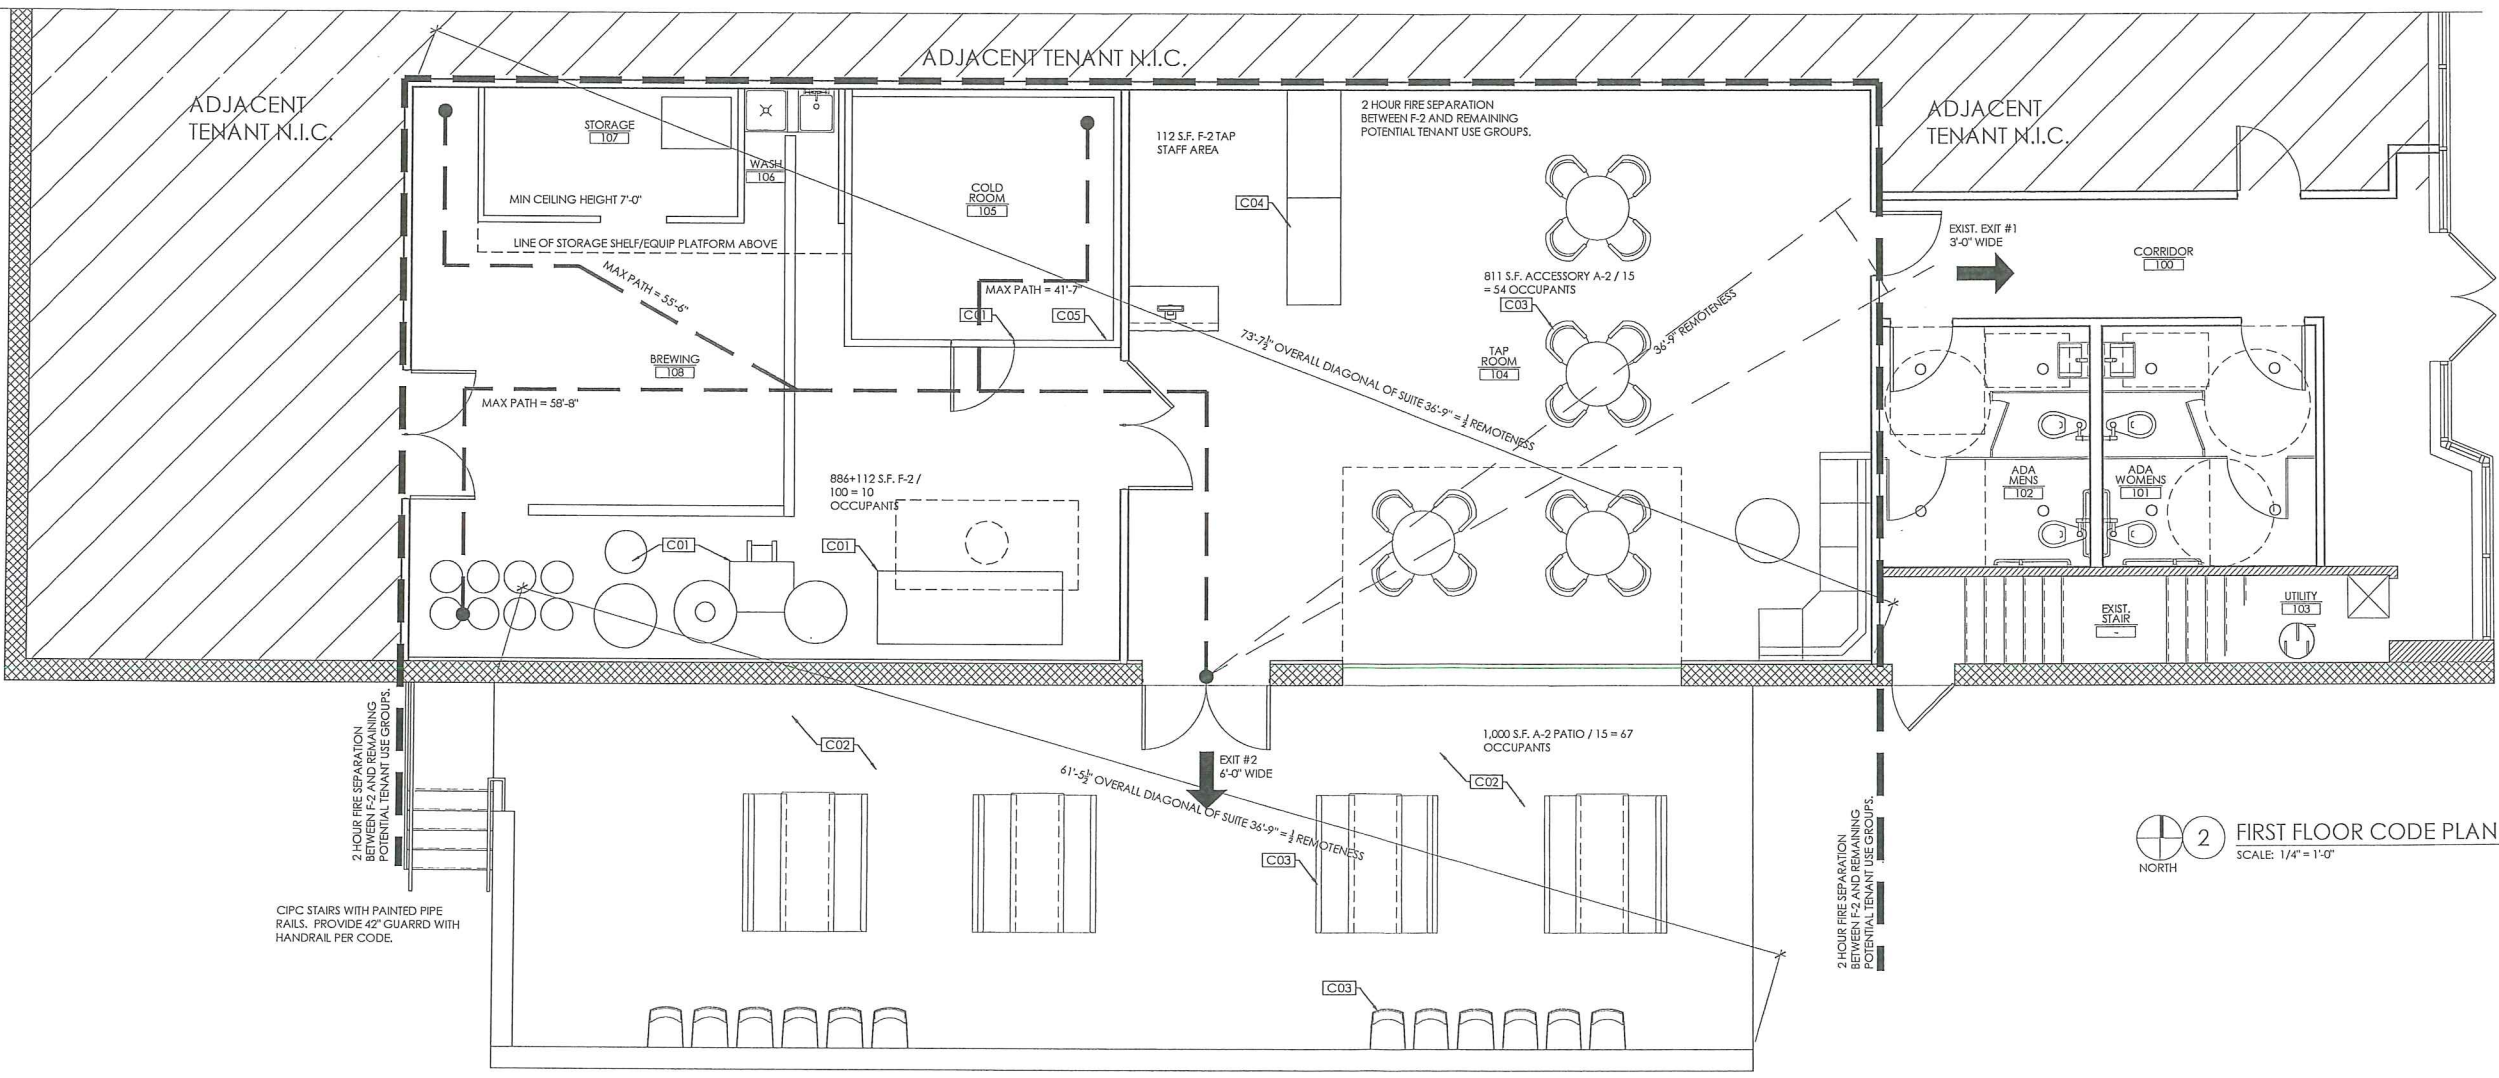 ADJACENT TENANT N.I.C.
ADJACENT
TENANT N.I.C.
STORAGE
107
MIN CEILING HEIGHT 7'-0"
WASH
106
LINE OF STORAGE SHELF/EQUIP PLATFORM ABOVE
COLD
ROOM
105
112 S.F. F-2 TAP
STAFF AREA
C04
2 HOUR FIRE SEPARATION
BETWEEN F-2 AND REMAINING
POTENTIAL TENANT USE GROUPS.
ADJACENT
TENANT N.I.C.
EXIST. EXIT #1
3'-0" WIDE
CORRIDOR
100
MAX PATH = 55'-6"
MAX PATH = 41'-7"
C01
C05
811 S.F. ACCESSORY A-2 / 15
= 54 OCCUPANTS
C03
36'-9" REMOTENESS
TAP
ROOM
104
73'-7½" OVERALL DIAGONAL OF SUITE 36'-9" = ½ REMOTENESS
BREWING
108
MAX PATH = 58'-8"
886+112 S.F. F-2 /
100 = 10
OCCUPANTS
C01
C01
ADA
MENS
102
ADA
WOMENS
101
EXIST.
STAIR
-
UTILITY
103
2 HOUR FIRE SEPARATION
BETWEEN F-2 AND REMAINING
POTENTIAL TENANT USE GROUPS.
C02
EXIT #2
6'-0" WIDE
1,000 S.F. A-2 PATIO / 15 = 67
OCCUPANTS
C02
61'-5½" OVERALL DIAGONAL OF SUITE 36'-9" = ½ REMOTENESS
C03
C03
2 HOUR FIRE SEPARATION
BETWEEN F-2 AND REMAINING
POTENTIAL TENANT USE GROUPS.
CIPC STAIRS WITH PAINTED PIPE
RAILS. PROVIDE 42" GUARRD WITH
HANDRAIL PER CODE.
NORTH
2
FIRST FLOOR CODE PLAN
SCALE: 1/4" = 1'-0"